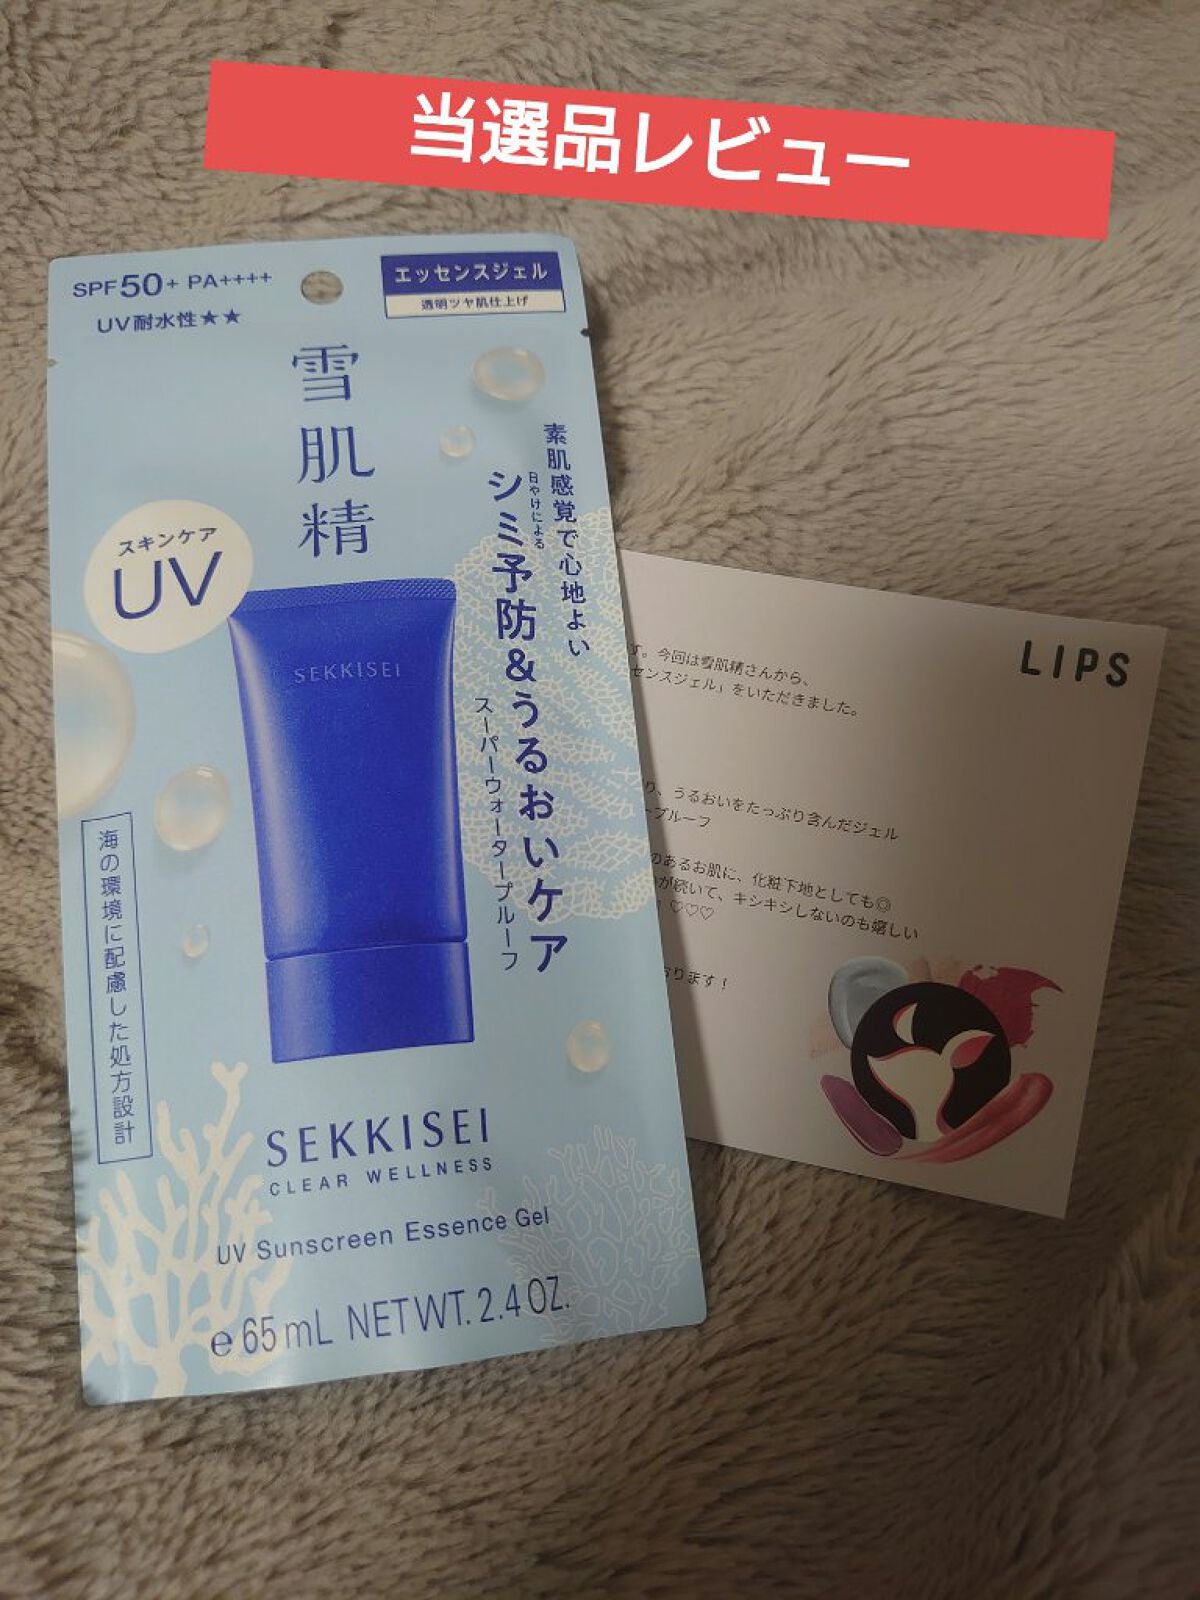 当選品レビュー
SPF50+ PA++++
UV耐水性★★
エッセンスジェル
透明ツヤ肌仕上げ
雪肌精
素肌感覚で心地よい
日やけによる
シミ予防&うるおいケア
スーパーウォータープルーフ
スキンケア
UV
SEKKISEI
海の環境に配慮した処方設計
SEKKISEI
CLEAR WELLNESS
UV Sunscreen Essence Gel
e 65mL NET WT. 2.4 OZ.
LIPS
す。今回は雪肌精さんから、
センスジェル」をいただきました。
り、うるおいをたっぷり含んだジェル
ープルーフ
のあるお肌に、化粧下地としても◎
が続いて、キシキシしないのも嬉しい
♡♡♡
おります！